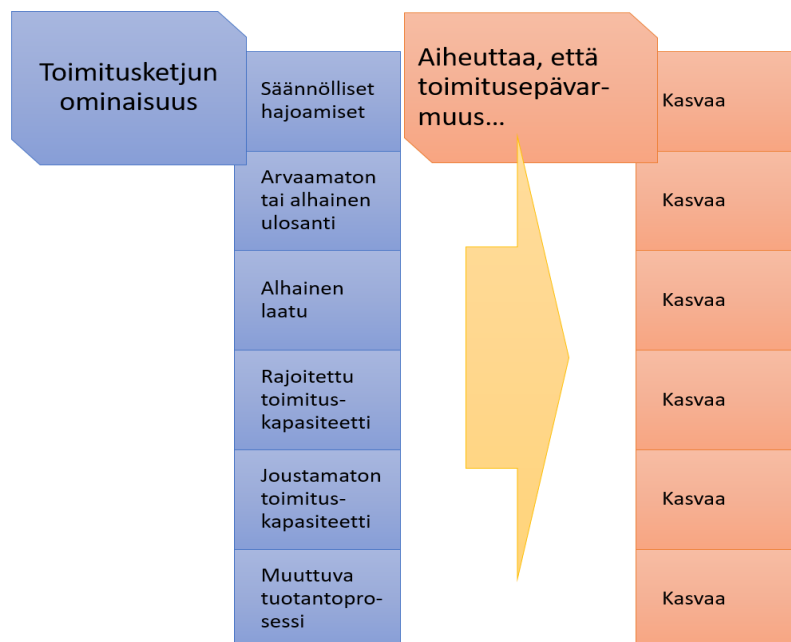 Toimitusketjun
ominaisuus
Säännölliset
hajoamiset
Arvaamaton
tai alhainen
ulosanti
Alhainen
laatu
Rajoitettu
toimitus-
kapasiteetti
Joustamaton
toimitus-
kapasiteetti
Muuttuva
tuotantopro-
sessi
Aiheuttaa, että
toimitusepävar-
muus...
Kasvaa
Kasvaa
Kasvaa
Kasvaa
Kasvaa
Kasvaa